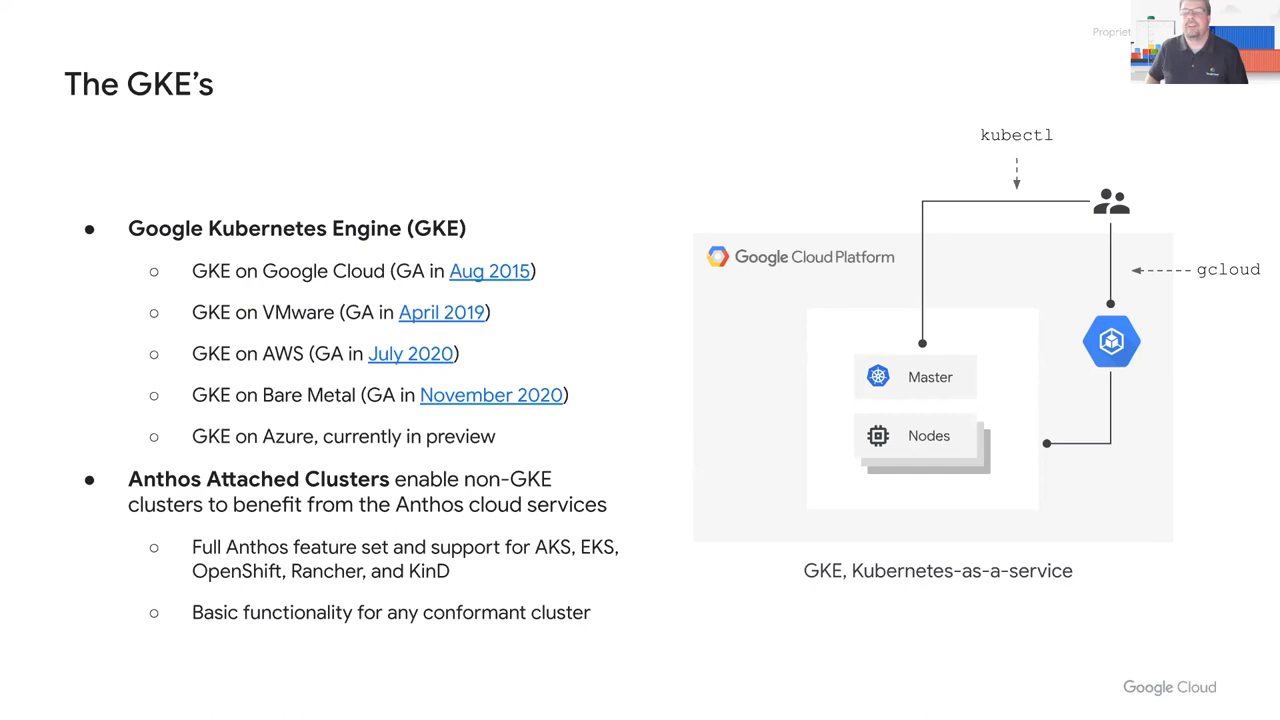 Propriet
The GKE's
● Google Kubernetes Engine (GKE)
○ GKE on Google Cloud (GA in Aug 2015)
○ GKE on VMware (GA in April 2019)
○ GKE on AWS (GA in July 2020)
○ GKE on Bare Metal (GA in November 2020)
○ GKE on Azure, currently in preview
● Anthos Attached Clusters enable non-GKE
clusters to benefit from the Anthos cloud services
○ Full Anthos feature set and support for AKS, EKS,
OpenShift, Rancher, and KinD
○ Basic functionality for any conformant cluster
kubectl
Google Cloud Platform
gcloud
Master
Nodes
GKE, Kubernetes-as-a-service
Google Cloud